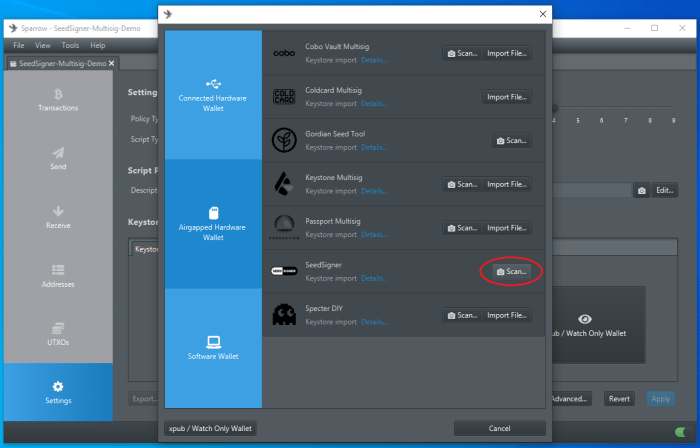 Sparrow - SeedSigner-Multisig-Demo
File View Tools Help
SeedSigner-Multisig-Demo
Transactions
Send
Receive
Addresses
UTXOs
Settings
Connected Hardware
Wallet
Airgapped Hardware
Wallet
Software Wallet
cobo
Cobo Vault Multisig
Keystore import Details...
Scan... Import File...
COLD
CARD
Coldcard Multisig
Keystore import Details...
Import File...
Gordian Seed Tool
Keystore import Details...
Scan...
Keystone Multisig
Keystore import Details...
Scan... Import File...
Passport Multisig
Keystore import Details...
Scan... Import File...
SEED SIGNER
SeedSigner
Keystore import Details...
Scan...
Specter DIY
Keystore import Details...
Scan... Import File...
xpub / Watch Only Wallet
Cancel
Policy Ty
Script Ty
Script P
Descript
Export...
4 5 6 7 8 9
Edit...
Watch Only Wallet
Advanced...
Revert
Apply